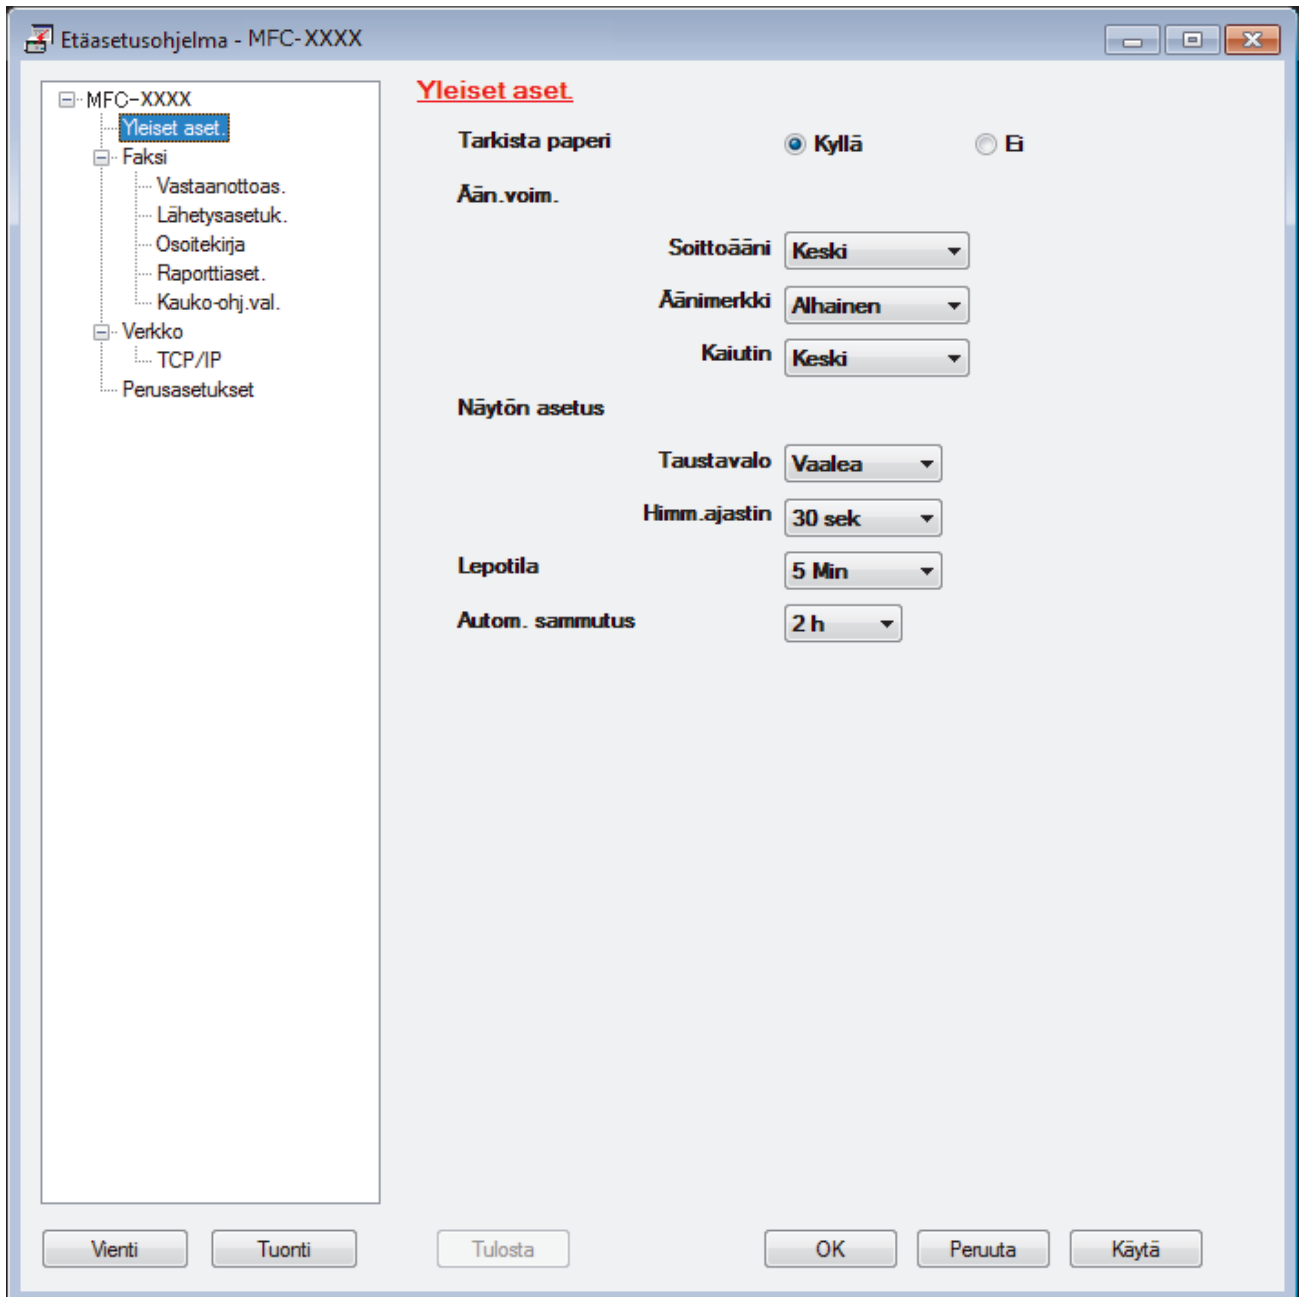 Etäasetusohjelma - MFC-XXXX
MFC-XXXX
Yleiset aset.
Faksi
Vastaanottoas.
Lähetysasetuk.
Osoitekirja
Raporttiaset.
Kauko-ohj.val.
Verkko
TCP/IP
Perusasetukset
Yleiset aset.
Tarkista paperi Kyllä Ei
Ään.voim.
Soittoääni Keski
Äänimerkki Alhainen
Kaiutin Keski
Näytön asetus
Taustavalo Vaalea
Himm.ajastin 30 sek
Lepotila 5 Min
Autom. sammutus 2 h
Vienti Tuonti Tulosta OK Peruuta Käytä